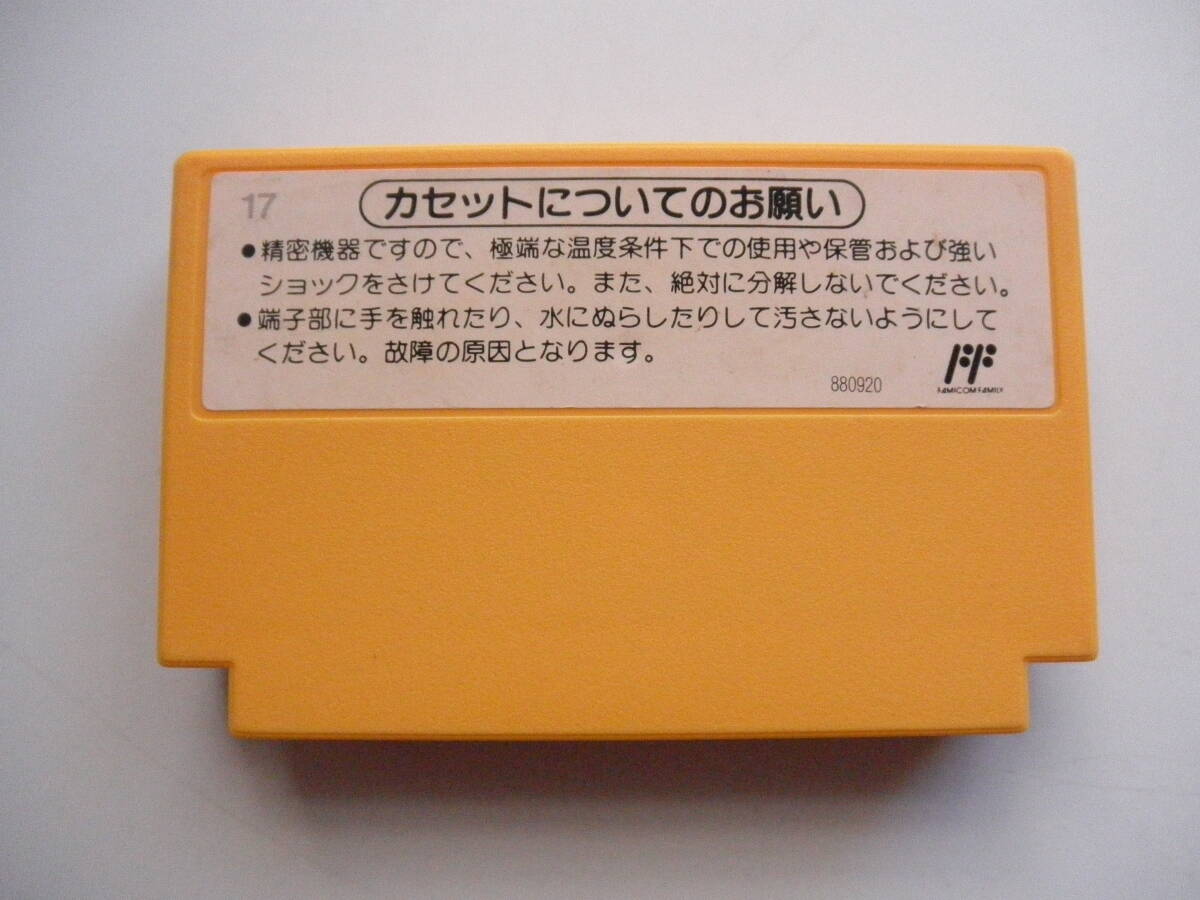 17
カセットについてのお願い
●精密機器ですので、極端な温度条件下での使用や保管および強い
ショックをさけてください。また、絶対に分解しないでください。
●端子部に手を触れたり、水にぬらしたりして汚さないようにして
ください。故障の原因となります。
880920
FAMICOM FAMILY